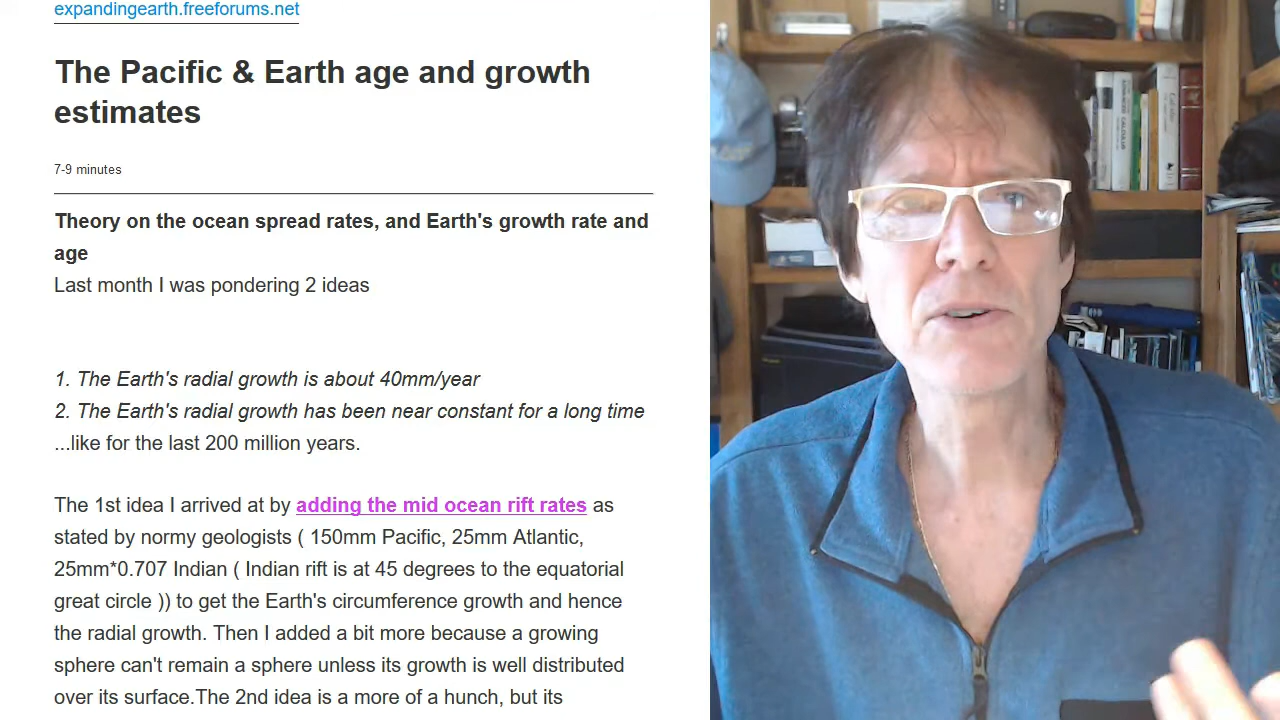 expandingearth.freeforums.net
The Pacific & Earth age and growth
estimates
7-9 minutes
Theory on the ocean spread rates, and Earth's growth rate and
age
Last month I was pondering 2 ideas
1. The Earth's radial growth is about 40mm/year
2. The Earth's radial growth has been near constant for a long time
...like for the last 200 million years.
The 1st idea I arrived at by adding the mid ocean rift rates as
stated by normy geologists ( 150mm Pacific, 25mm Atlantic,
25mm*0.707 Indian ( Indian rift is at 45 degrees to the equatorial
great circle )) to get the Earth's circumference growth and hence
the radial growth. Then I added a bit more because a growing
sphere can't remain a sphere unless its growth is well distributed
over its surface.The 2nd idea is a more of a hunch, but its